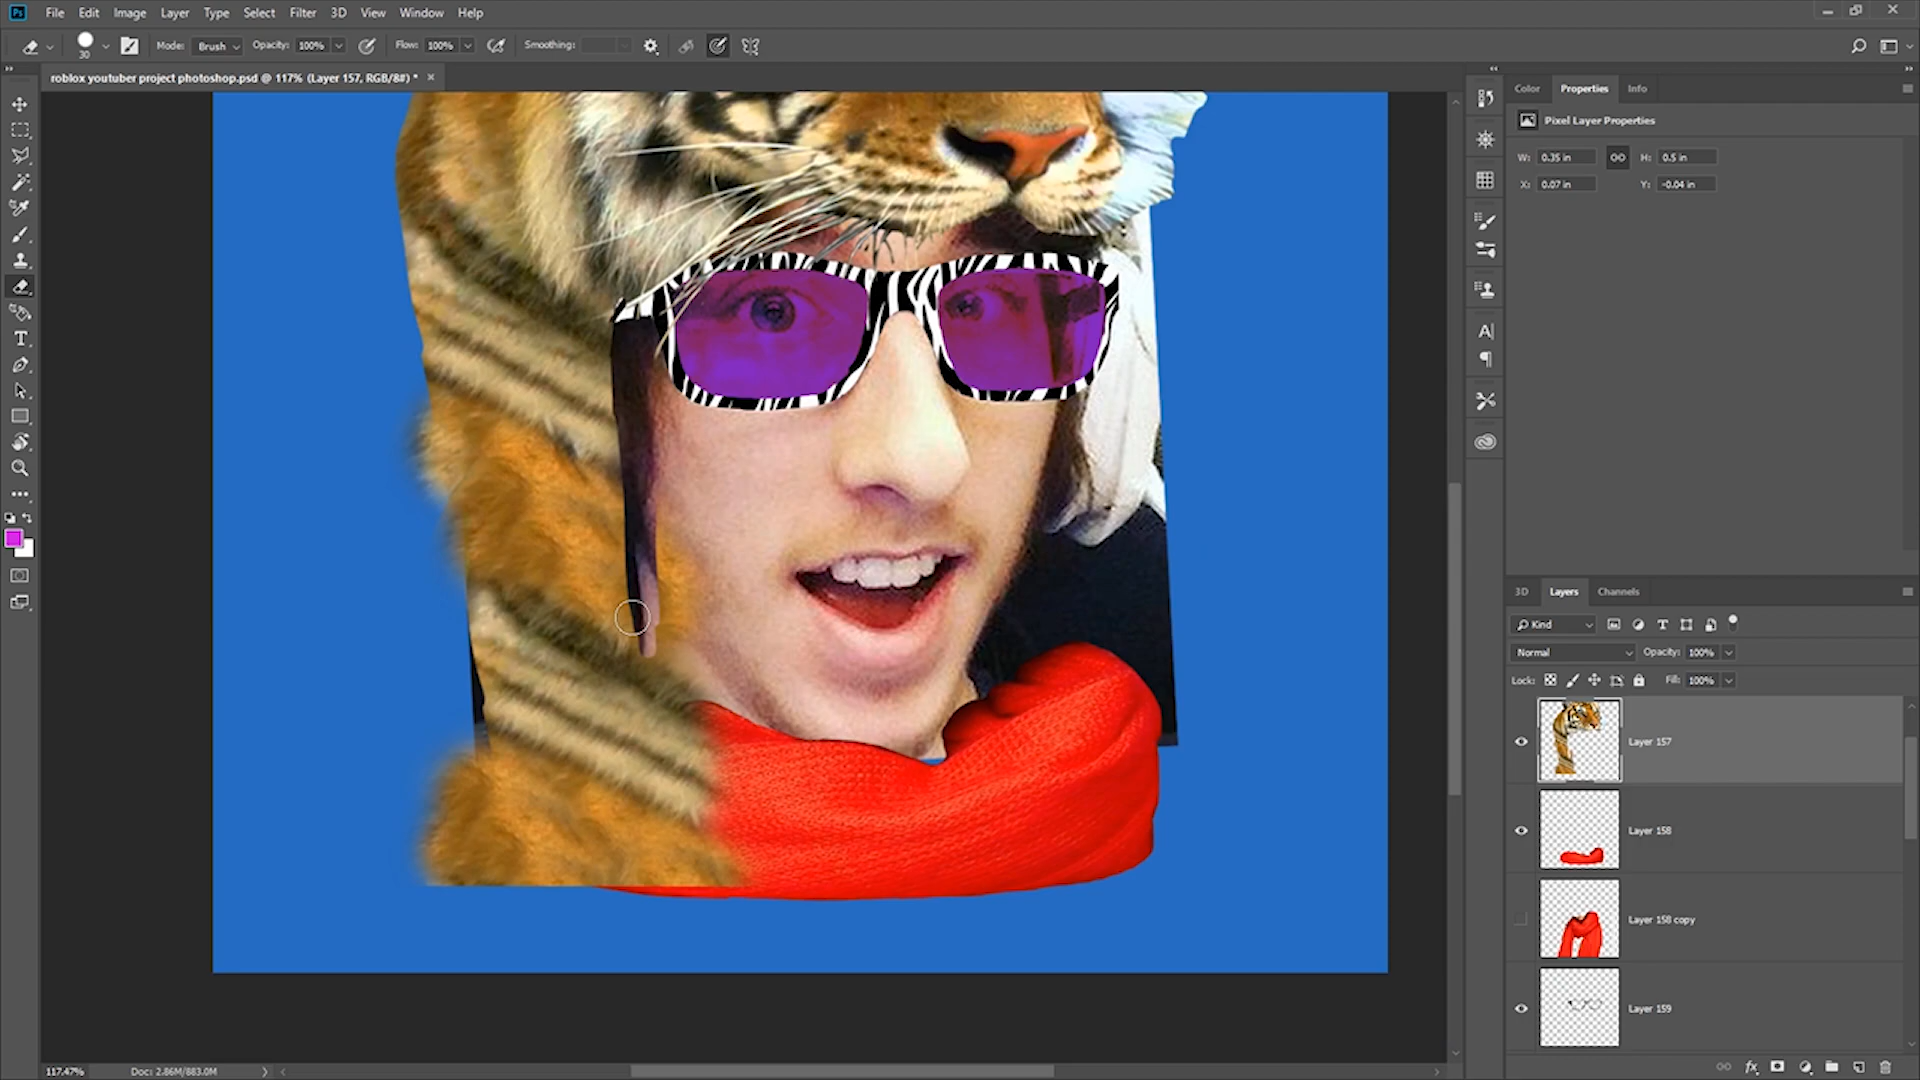 Ps File Edit Image Layer Type Select Filter 3D View Window Help
30 Mode: Brush Opacity: 100% Flow: 100% Smoothing:
roblox youtuber project photoshop.psd @ 117% (Layer 157, RGB/8#) *
Color Properties Info
Pixel Layer Properties
W: 0.35 in H: 0.5 in
X: 0.07 in Y: -0.04 in
3D Layers Channels
Kind
Normal Opacity: 100%
Lock: Fill: 100%
Layer 157
Layer 158
Layer 158 copy
Layer 159
117.47% Doc: 2.86M/883.0M